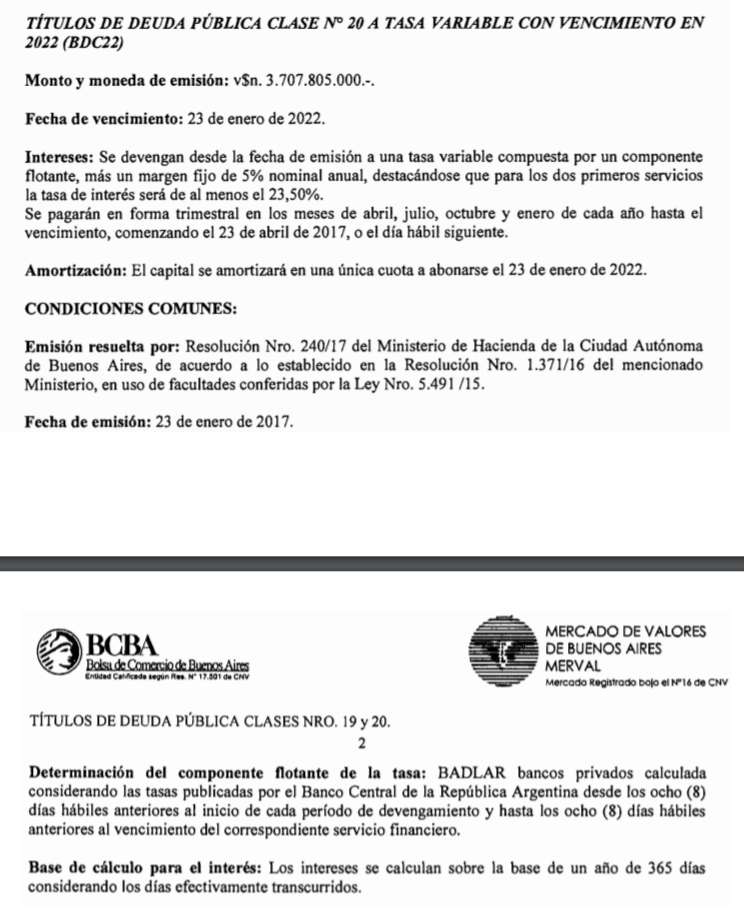 TÍTULOS DE DEUDA PÚBLICA CLASE Nº 20 A TASA VARIABLE CON VENCIMIENTO EN
2022 (BDC22)
Monto y moneda de emisión: v$n. 3.707.805.000.-.
Fecha de vencimiento: 23 de enero de 2022.
Intereses: Se devengan desde la fecha de emisión a una tasa variable compuesta por un componente
flotante, más un margen fijo de 5% nominal anual, destacándose que para los dos primeros servicios
la tasa de interés será de al menos el 23,50%.
Se pagarán en forma trimestral en los meses de abril, julio, octubre y enero de cada año hasta el
vencimiento, comenzando el 23 de abril de 2017, o el día hábil siguiente.
Amortización: El capital se amortizará en una única cuota a abonarse el 23 de enero de 2022.
CONDICIONES COMUNES:
Emisión resuelta por: Resolución Nro. 240/17 del Ministerio de Hacienda de la Ciudad Autónoma
de Buenos Aires, de acuerdo a lo establecido en la Resolución Nro. 1.371/16 del mencionado
Ministerio, en uso de facultades conferidas por la Ley Nro. 5.491 /15.
Fecha de emisión: 23 de enero de 2017.
BCBA
Bolsa de Comercio de Buenos Aires
Entidad Calificada según Res. Nº 17.501 de CNV
MERCADO DE VALORES
DE BUENOS AIRES
MERVAL
Mercado Registrado bajo el Nº16 de CNV
TÍTULOS DE DEUDA PÚBLICA CLASES NRO. 19 y 20.
2
Determinación del componente flotante de la tasa: BADLAR bancos privados calculada
considerando las tasas publicadas por el Banco Central de la República Argentina desde los ocho (8)
días hábiles anteriores al inicio de cada período de devengamiento y hasta los ocho (8) días hábiles
anteriores al vencimiento del correspondiente servicio financiero.
Base de cálculo para el interés: Los intereses se calculan sobre la base de un año de 365 días
considerando los días efectivamente transcurridos.